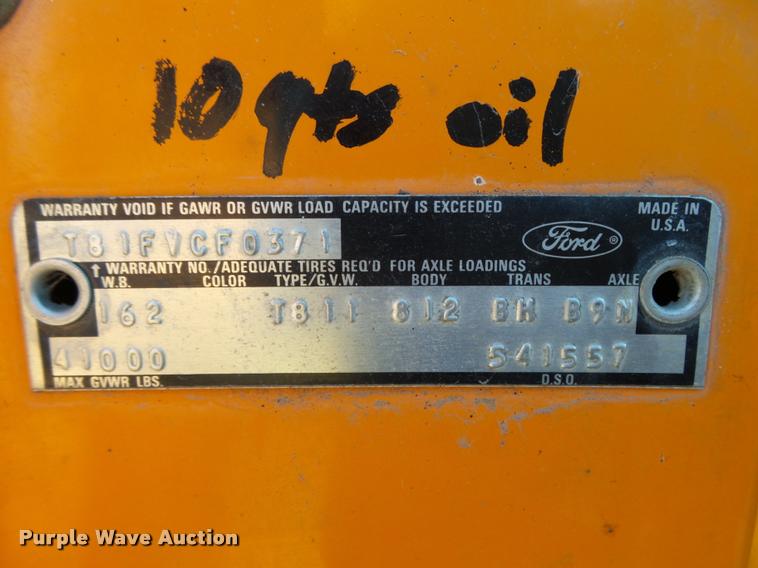 10 qts oil
WARRANTY VOID IF GAWR OR GVWR LOAD CAPACITY IS EXCEEDED
MADE IN
U.S.A.
T81FVCF0371
Ford ®
↑ WARRANTY NO./ADEQUATE TIRES REQ'D FOR AXLE LOADINGS
W.B. COLOR TYPE/G.V.W. BODY TRANS AXLE
162 T811 812 BH B9N
41000 541557
MAX GVWR LBS. D.S.O.
Purple Wave Auction